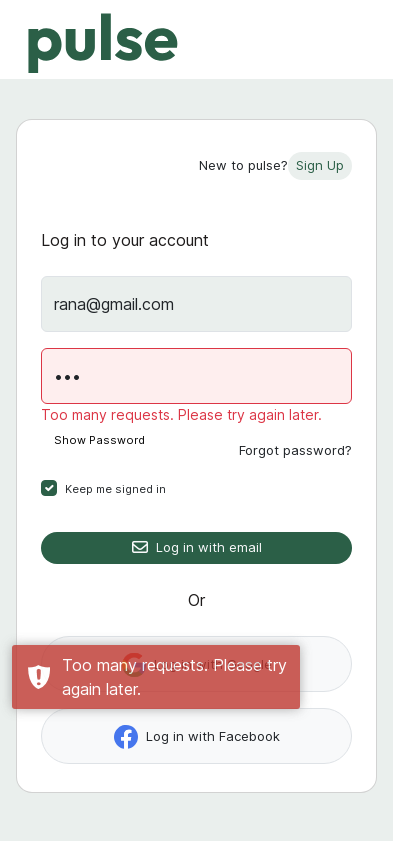 pulse
New to pulse? Sign Up
Log in to your account
rana@gmail.com
•••
Too many requests. Please try again later.
Show Password
Forgot password?
Keep me signed in
Log in with email
Or
Too many requests. Please try
again later.
Log in with Facebook